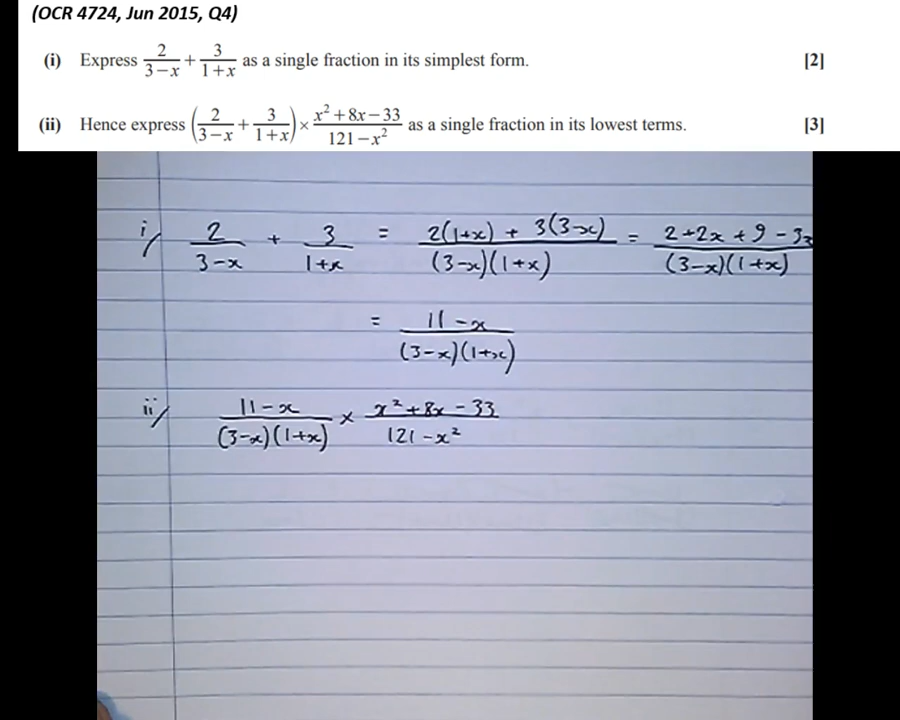 (OCR 4724, Jun 2015, Q4)
(i) Express 2/(3−x) + 3/(1+x) as a single fraction in its simplest form. [2]
(ii) Hence express (2/(3−x) + 3/(1+x)) × (x²+8x−33)/(121−x²) as a single fraction in its lowest terms. [3]
i/ 2/(3-x) + 3/(1+x) = (2(1+x) + 3(3-x))/((3-x)(1+x)) = (2+2x+9-3x)/((3-x)(1+x))
= (11-x)/((3-x)(1+x))
ii/ (11-x)/((3-x)(1+x)) × (x²+8x-33)/(121-x²)